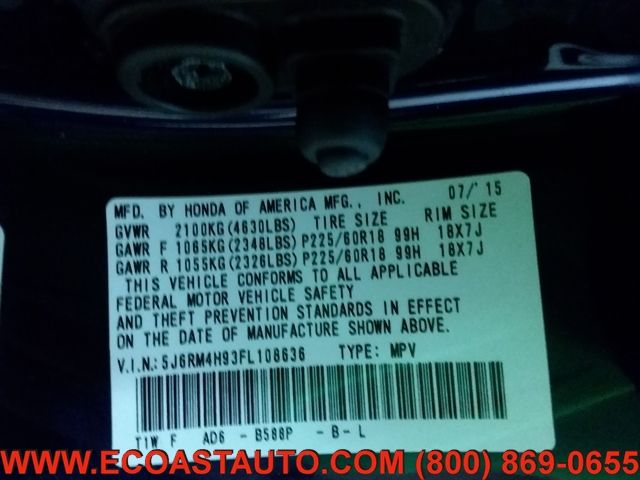 MFD. BY HONDA OF AMERICA MFG., INC. 07/'15
GVWR 2100KG(4630LBS) TIRE SIZE RIM SIZE
GAWR F 1065KG(2348LBS) P225/60R18 99H 18X7J
GAWR R 1055KG(2326LBS) P225/60R18 99H 18X7J
THIS VEHICLE CONFORMS TO ALL APPLICABLE
FEDERAL MOTOR VEHICLE SAFETY
AND THEFT PREVENTION STANDARDS IN EFFECT
ON THE DATE OF MANUFACTURE SHOWN ABOVE.
V.I.N.: 5J6RM4H93FL108636 TYPE: MPV
T1W F AD6 -B588P -B-L
WWW.ECOASTAUTO.COM (800) 869-0655